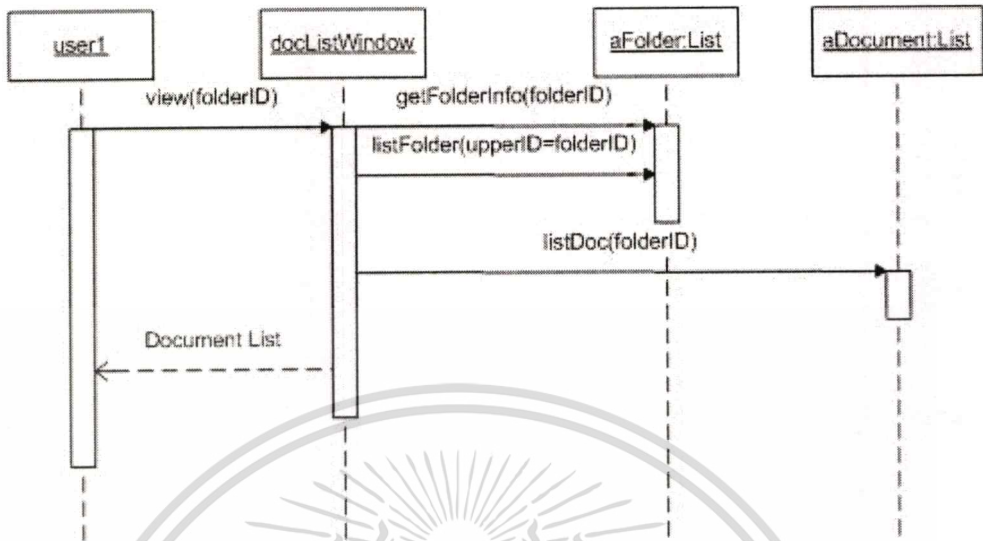 user1
docListWindow
aFolder:List
aDocument:List
view(folderID)
getFolderInfo(folderID)
listFolder(upperID=folderID)
listDoc(folderID)
Document List